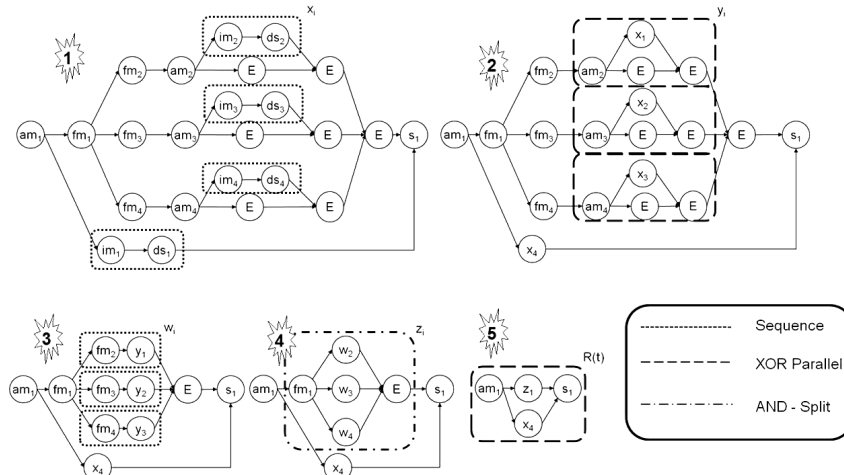 x_i
1
im₂ ds₂
fm₂ am₂ E E
im₃ ds₃
am₁ fm₁ fm₃ am₃ E E E s₁
im₄ ds₄
fm₄ am₄ E E
im₁ ds₁
y_i
2
x₁
fm₂ am₂ E E
x₂
am₁ fm₁ fm₃ am₃ E E E s₁
x₃
fm₄ am₄ E E
x₄
3
w_i
fm₂ y₁
am₁ fm₁ fm₃ y₂ E s₁
fm₄ y₃
x₄
4
z_i
w₂
am₁ fm₁ w₃ E s₁
w₄
x₄
5
R(t)
am₁ z₁ s₁
x₄
Sequence
XOR Parallel
AND - Split